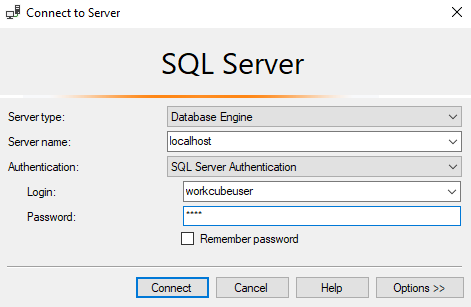 Connect to Server
SQL Server
Server type: Database Engine
Server name: localhost
Authentication: SQL Server Authentication
Login: workcubeuser
Password: ****
Remember password
Connect Cancel Help Options >>